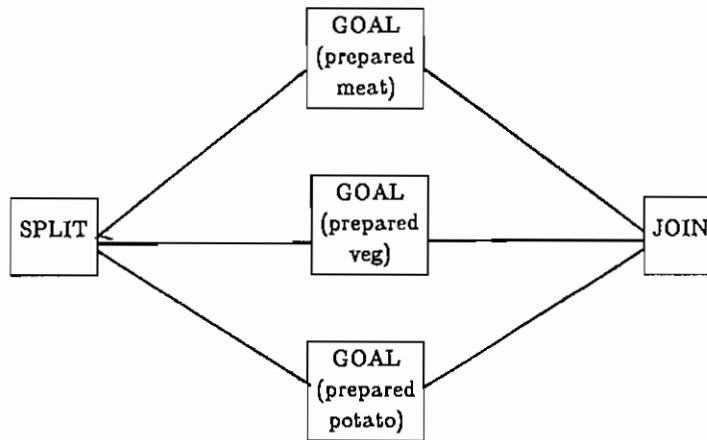 GOAL
(prepared
meat)
SPLIT
GOAL
(prepared
veg)
JOIN
GOAL
(prepared
potato)